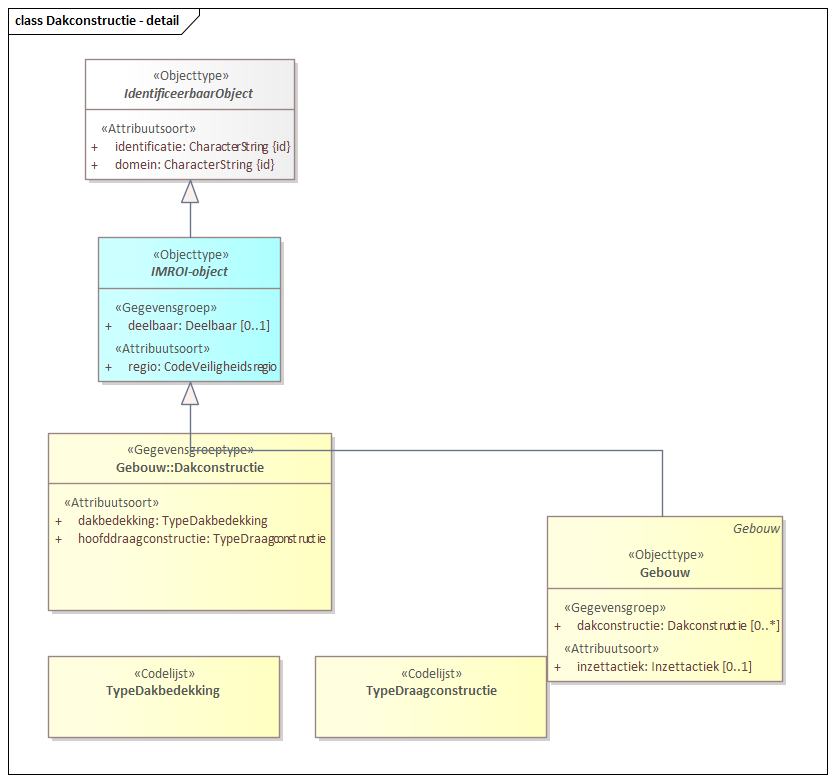 class Dakconstructie - detail
«Objecttype»
IdentificeerbaarObject
«Attribuutsoort»
+ identificatie: CharacterString {id}
+ domein: CharacterString {id}
«Objecttype»
IMROI-object
«Gegevensgroep»
+ deelbaar: Deelbaar [0..1]
«Attribuutsoort»
+ regio: CodeVeiligheidsregio
«Gegevensgroeptype»
Gebouw::Dakconstructie
«Attribuutsoort»
+ dakbedekking: TypeDakbedekking
+ hoofddraagconstructie: TypeDraagconstructie
Gebouw
«Objecttype»
Gebouw
«Gegevensgroep»
+ dakconstructie: Dakconstructie [0..*]
«Attribuutsoort»
+ inzettactiek: Inzettactiek [0..1]
«Codelijst»
TypeDakbedekking
«Codelijst»
TypeDraagconstructie